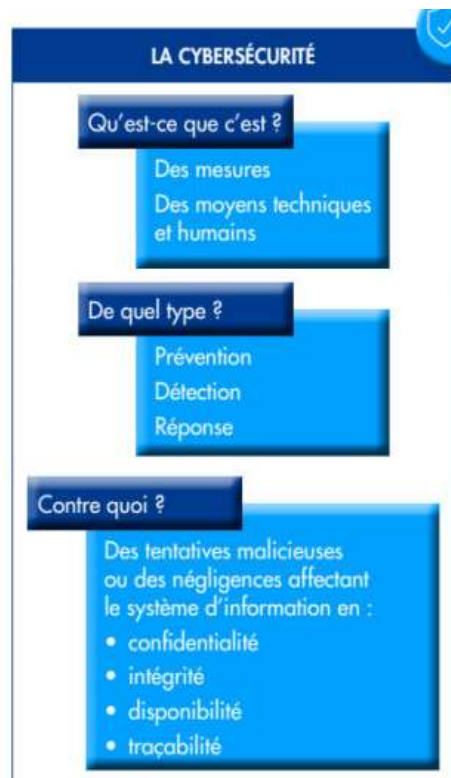 LA CYBERSÉCURITÉ
Qu'est-ce que c'est ?
Des mesures
Des moyens techniques
et humains
De quel type ?
Prévention
Détection
Réponse
Contre quoi ?
Des tentatives malicieuses
ou des négligences affectant
le système d'information en :
• confidentialité
• intégrité
• disponibilité
• traçabilité